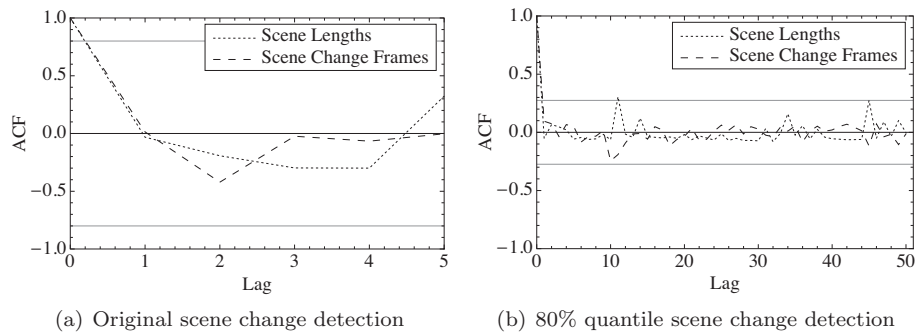 1.0
0.5
0.0
−0.5
−1.0
ACF
0 1 2 3 4 5
Lag
Scene Lengths
Scene Change Frames
(a) Original scene change detection
1.0
0.5
0.0
−0.5
−1.0
ACF
0 10 20 30 40 50
Lag
Scene Lengths
Scene Change Frames
(b) 80% quantile scene change detection